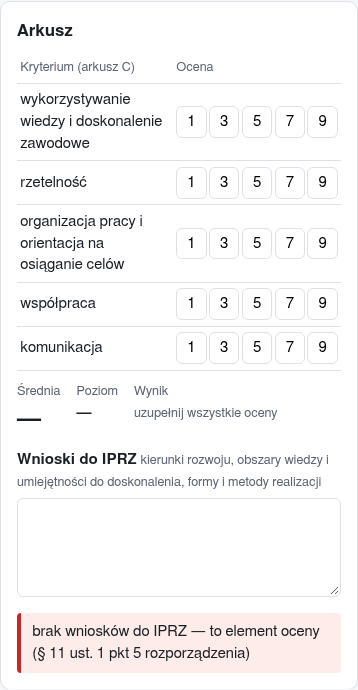 Arkusz
Kryterium (arkusz C) Ocena
wykorzystywanie
wiedzy i doskonalenie
zawodowe
1 3 5 7 9
rzetelność 1 3 5 7 9
organizacja pracy i
orientacja na
osiąganie celów
1 3 5 7 9
współpraca 1 3 5 7 9
komunikacja 1 3 5 7 9
Średnia Poziom Wynik
— — uzupełnij wszystkie oceny
Wnioski do IPRZ kierunki rozwoju, obszary wiedzy i
umiejętności do doskonalenia, formy i metody realizacji
brak wniosków do IPRZ — to element oceny
(§ 11 ust. 1 pkt 5 rozporządzenia)